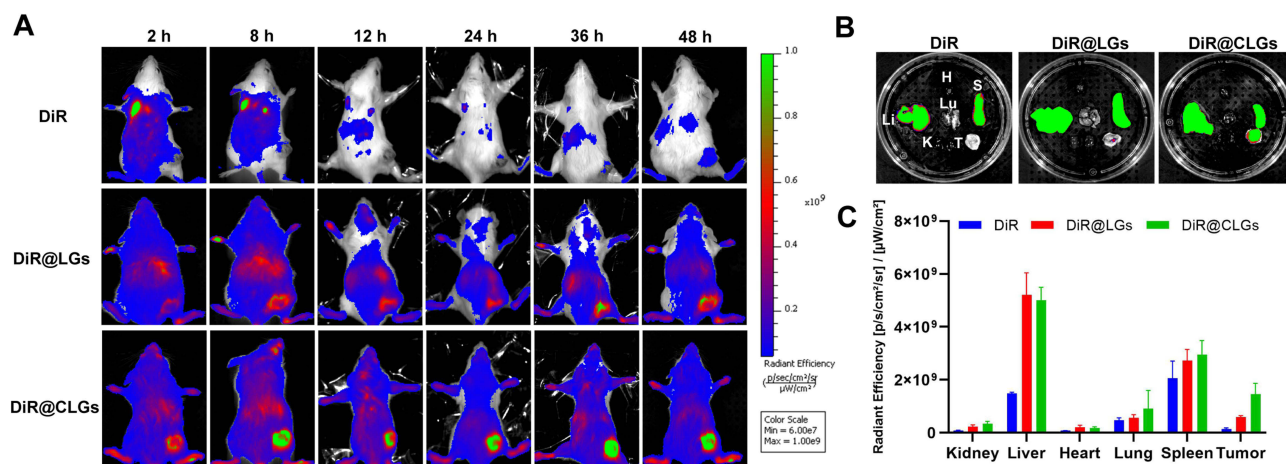 A
2 h 8 h 12 h 24 h 36 h 48 h
DiR
DiR@LGs
DiR@CLGs
1.0
0.8
0.6
x10⁹
0.4
0.2
Radiant Efficiency
(p/sec/cm²/sr / µW/cm²)
Color Scale
Min = 6.00e7
Max = 1.00e9
B
DiR DiR@LGs DiR@CLGs
H
S
Lu
Li
K T
C
Radiant Efficiency [p/s/cm²/sr] / [µW/cm²]
8×10⁹
6×10⁹
4×10⁹
2×10⁹
0
DiR DiR@LGs DiR@CLGs
Kidney Liver Heart Lung Spleen Tumor